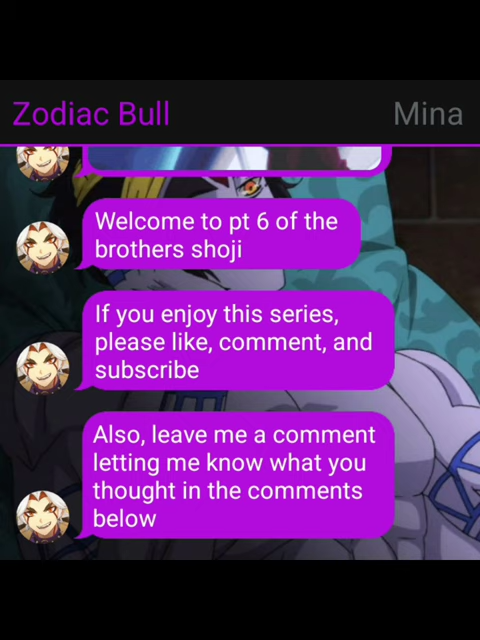 Zodiac Bull
Mina
Welcome to pt 6 of the
brothers shoji
If you enjoy this series,
please like, comment, and
subscribe
Also, leave me a comment
letting me know what you
thought in the comments
below